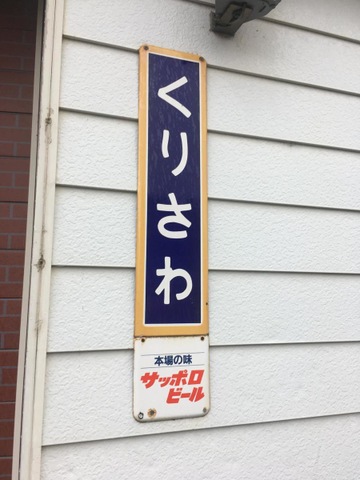 くりさわ
本場の味
サッポロ
ビール